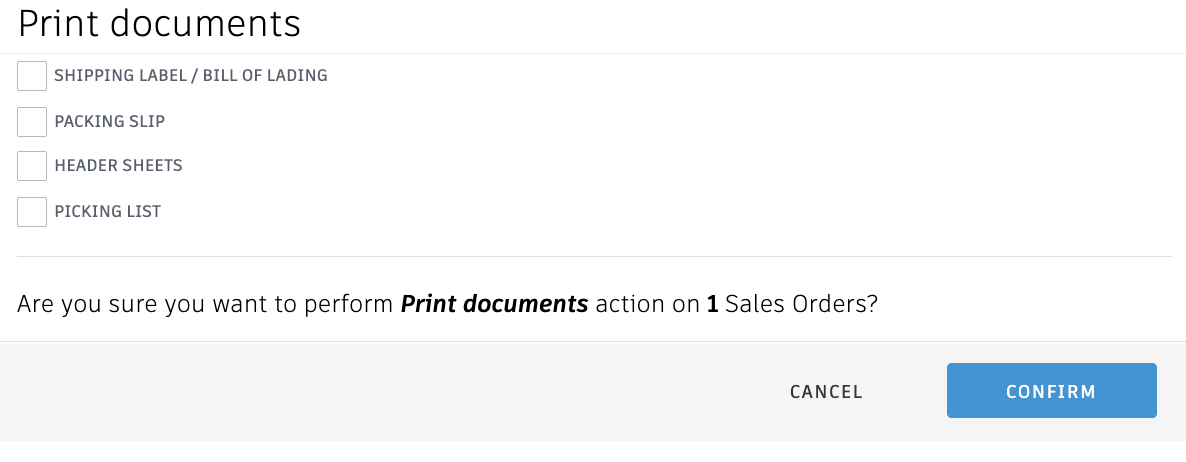 Print documents
SHIPPING LABEL / BILL OF LADING
PACKING SLIP
HEADER SHEETS
PICKING LIST
Are you sure you want to perform Print documents action on 1 Sales Orders?
CANCEL
CONFIRM